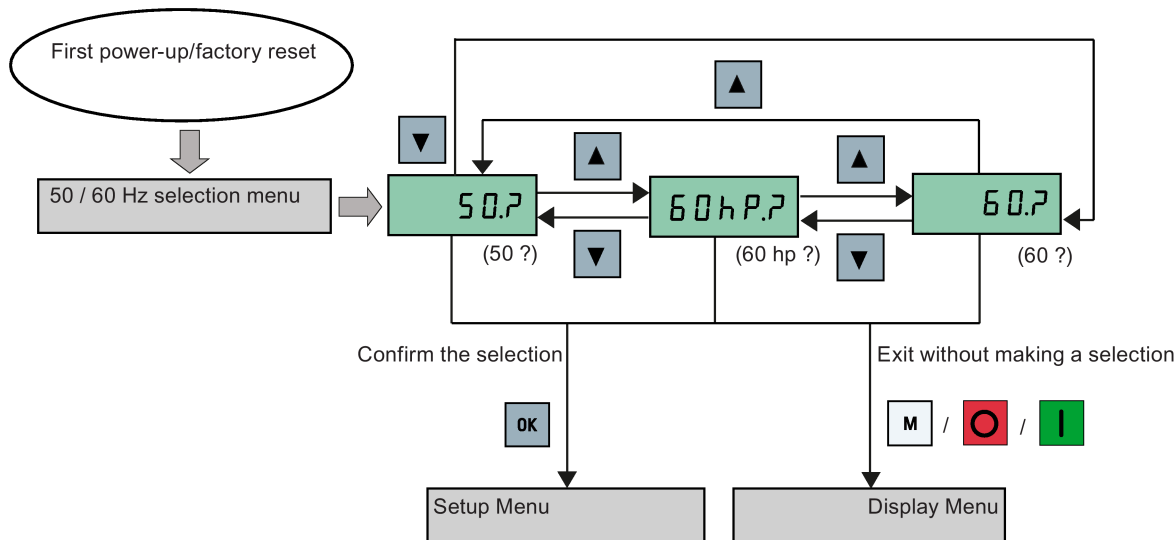 First power-up/factory reset
50 / 60 Hz selection menu
50.?
60hP.?
60.?
(50 ?)
(60 hp ?)
(60 ?)
Confirm the selection
Exit without making a selection
OK
M / O / I
Setup Menu
Display Menu